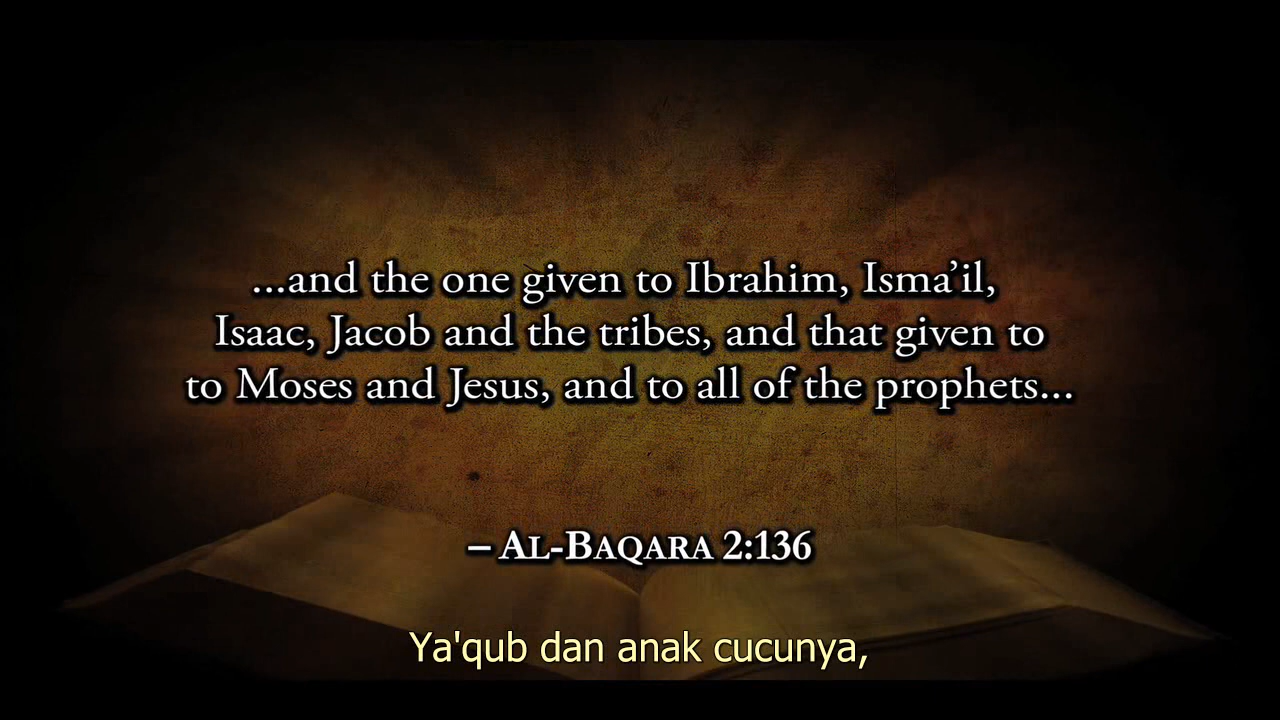 ...and the one given to Ibrahim, Isma’il,
Isaac, Jacob and the tribes, and that given to
to Moses and Jesus, and to all of the prophets...
– AL-BAQARA 2:136
Ya'qub dan anak cucunya,